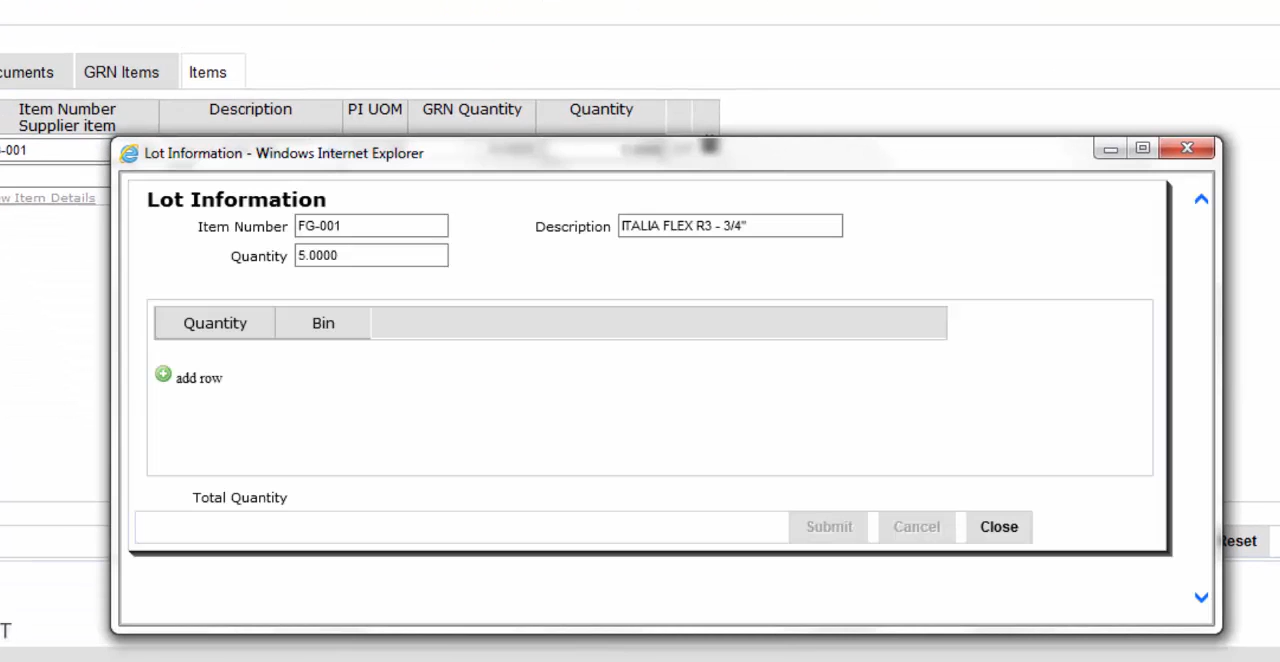 cuments GRN Items Items
Item Number Description PI UOM GRN Quantity Quantity
Supplier item
-001
Lot Information - Windows Internet Explorer
w Item Details
Lot Information
Item Number FG-001 Description ITALIA FLEX R3 - 3/4"
Quantity 5.0000
Quantity Bin
add row
Total Quantity
Submit Cancel Close
Reset
T